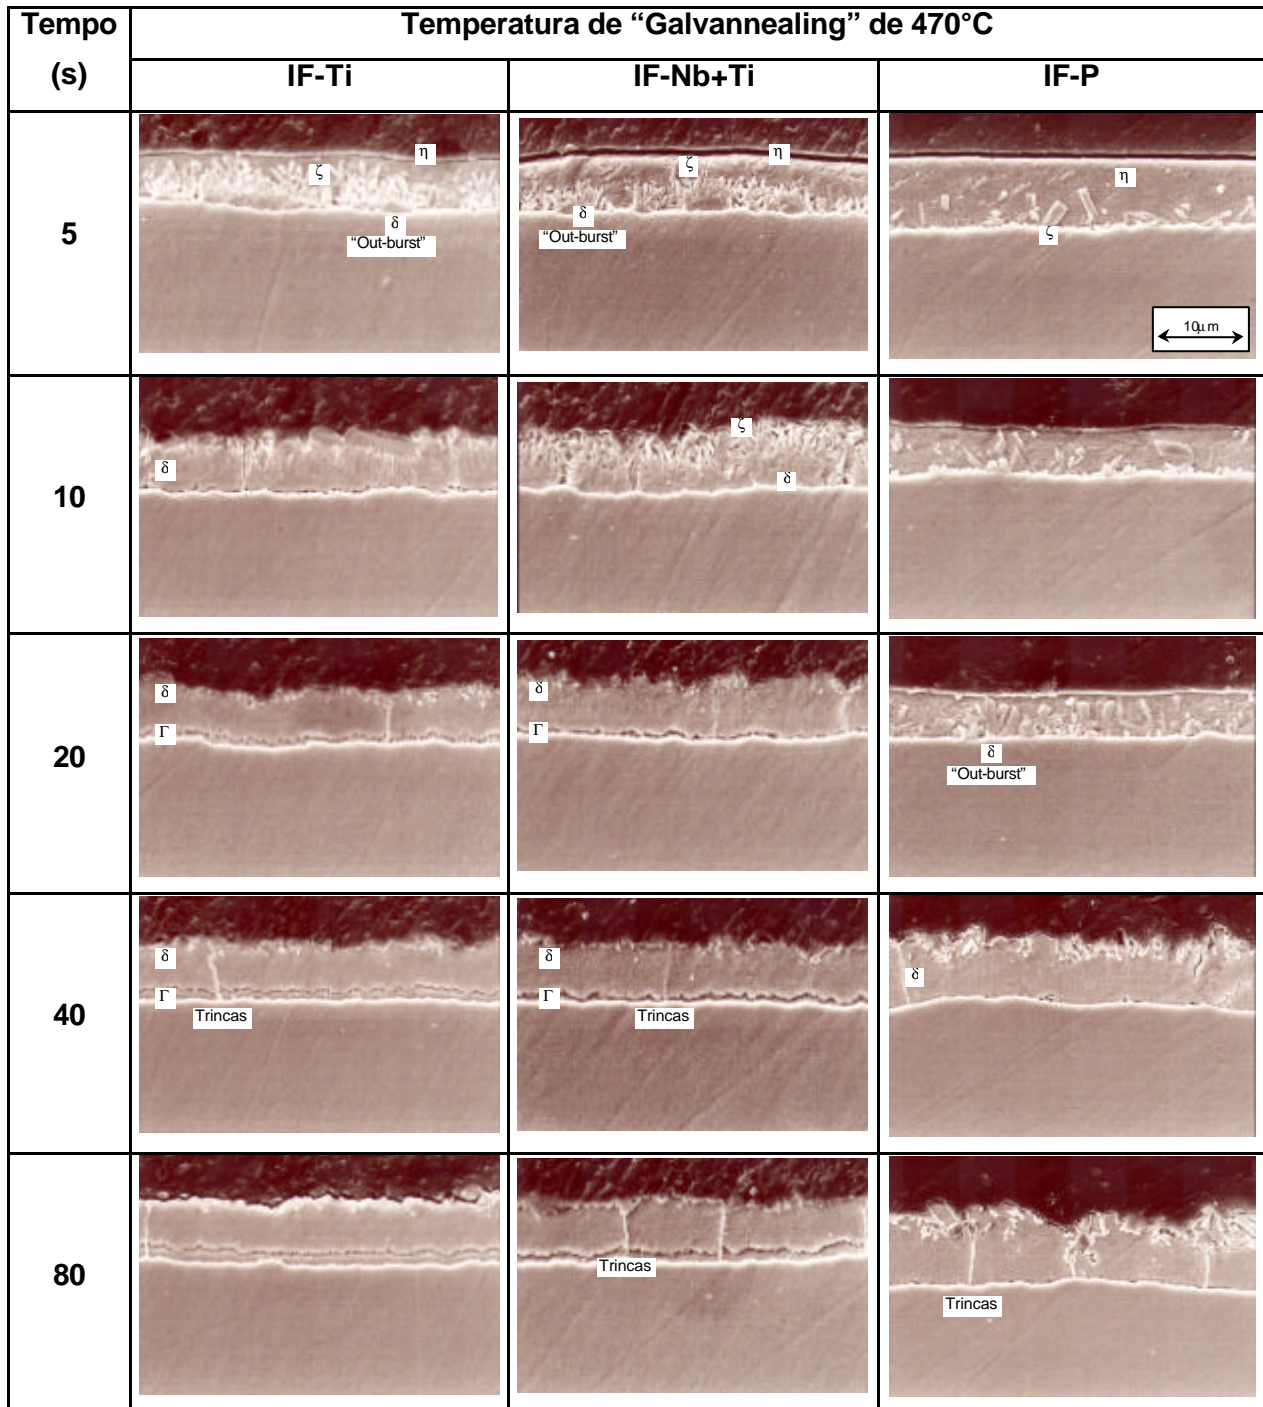 Tempo
(s)
Temperatura de “Galvannealing” de 470°C
IF-Ti
IF-Nb+Ti
IF-P
5
η
ζ
δ
“Out-burst”
η
ζ
δ
“Out-burst”
η
ζ
10µm
10
δ
ζ
δ
20
δ
Γ
δ
Γ
δ
“Out-burst”
40
δ
Γ
Trincas
δ
Γ
Trincas
δ
80
Trincas
Trincas